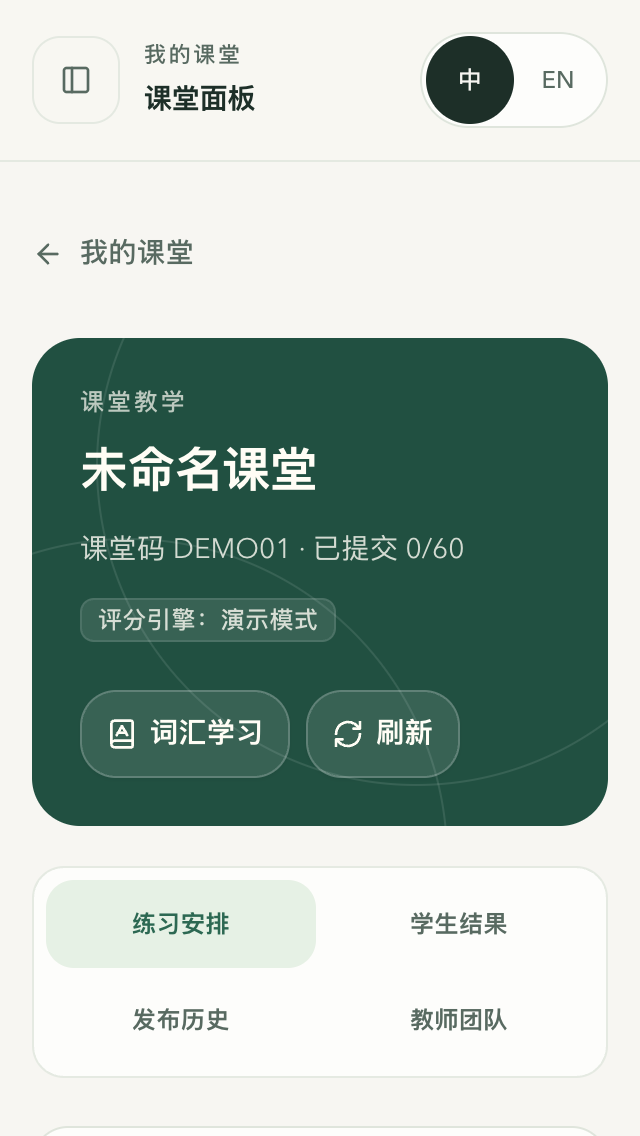 我的课堂
课堂面板
中 EN
我的课堂
课堂教学
未命名课堂
课堂码 DEMO01 · 已提交 0/60
评分引擎：演示模式
词汇学习 刷新
练习安排 学生结果
发布历史 教师团队